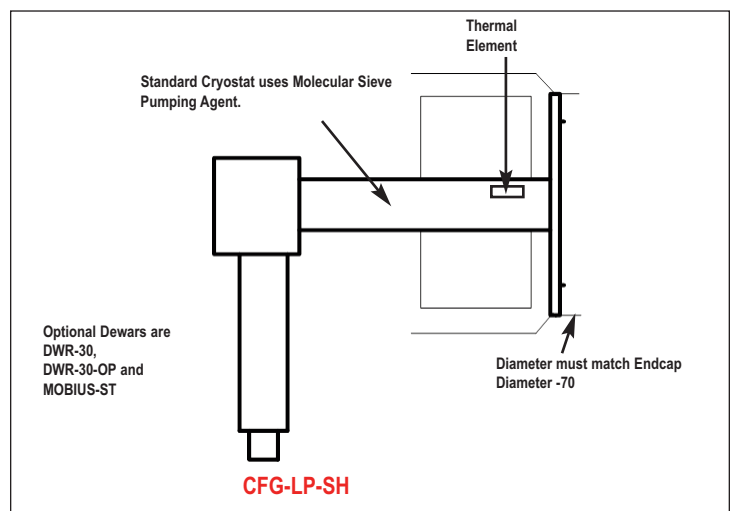 Thermal
Element
Standard Cryostat uses Molecular Sieve
Pumping Agent.
Optional Dewars are
DWR-30,
DWR-30-OP and
MOBIUS-ST
Diameter must match Endcap
Diameter -70
CFG-LP-SH